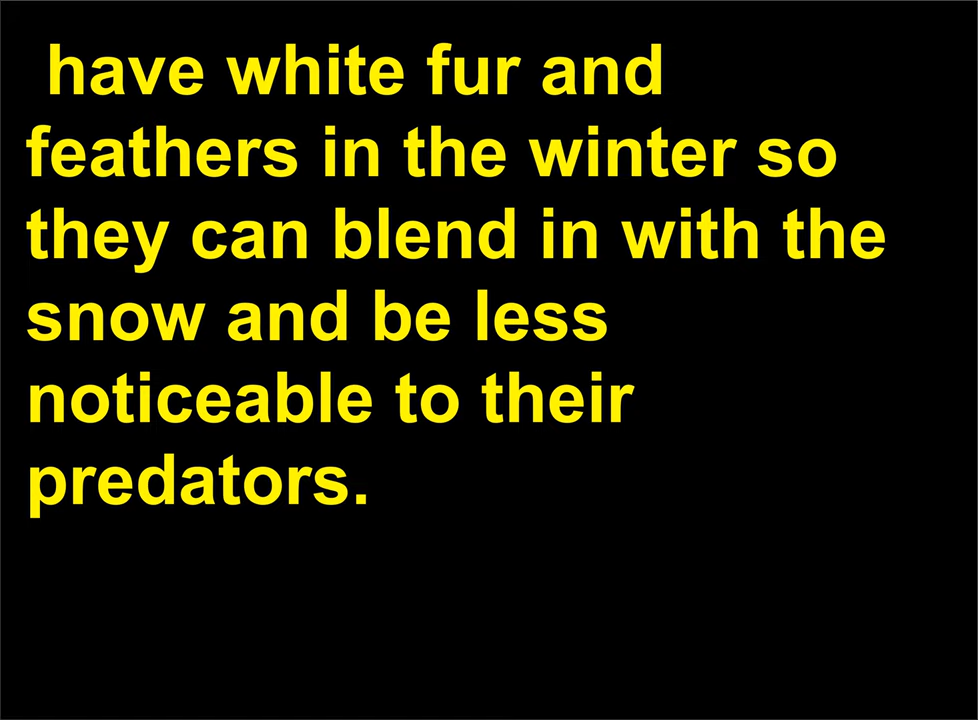 have white fur and
feathers in the winter so
they can blend in with the
snow and be less
noticeable to their
predators.